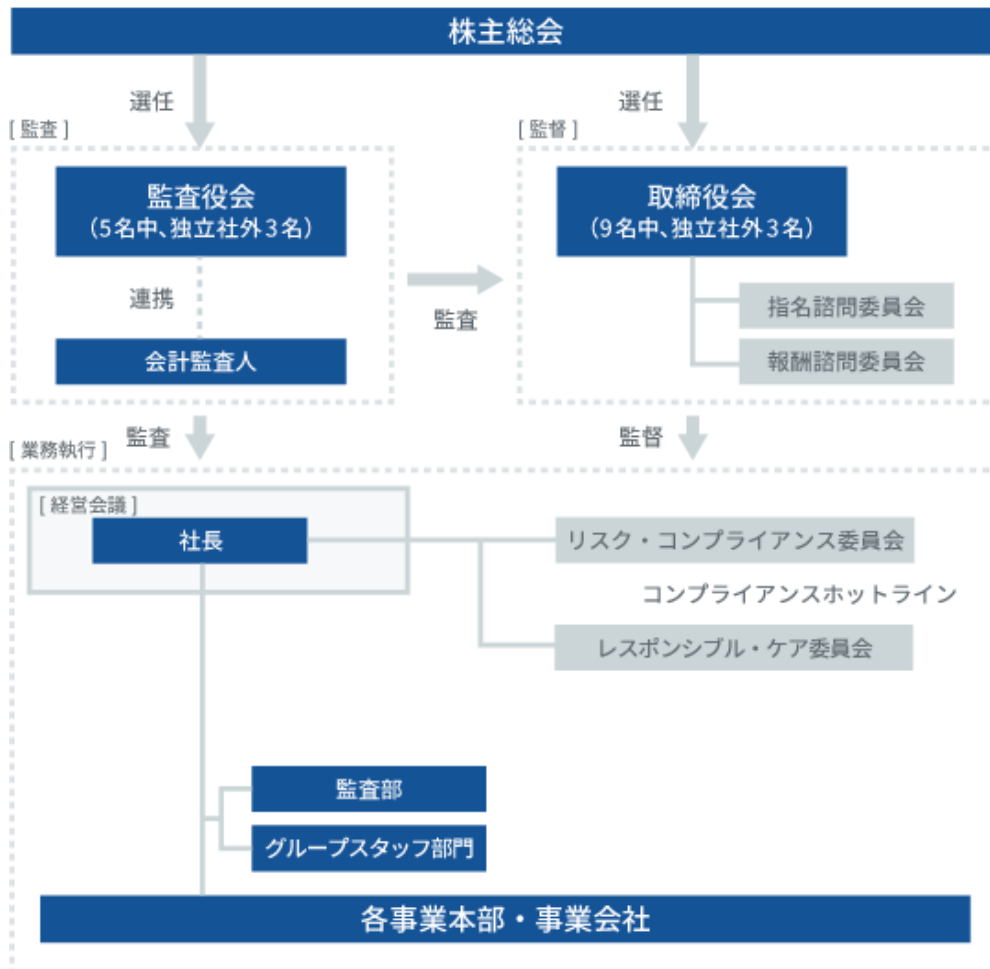 株主総会
選任
選任
[ 監査 ]
[ 監督 ]
監査役会
（5名中、独立社外3名）
取締役会
（9名中、独立社外3名）
連携
監査
指名諮問委員会
会計監査人
報酬諮問委員会
監査
監督
[ 業務執行 ]
[ 経営会議 ]
社長
リスク・コンプライアンス委員会
コンプライアンスホットライン
レスポンシブル・ケア委員会
監査部
グループスタッフ部門
各事業本部・事業会社